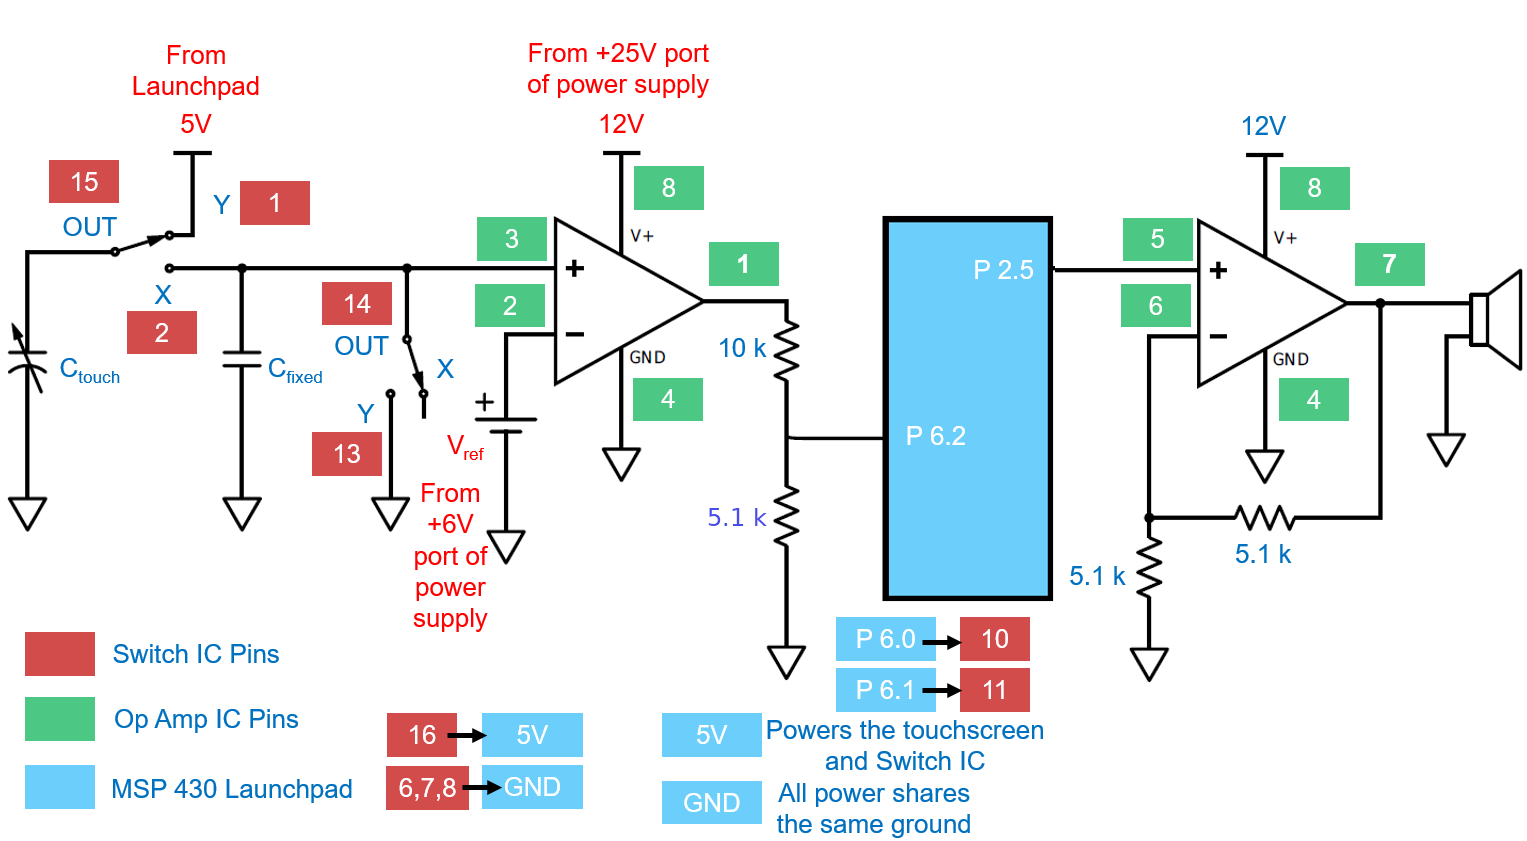 From
Launchpad
5V
From +25V port
of power supply
12V
12V
15
OUT
Y
1
8
8
3
V+
1
5
V+
7
P 2.5
X
2
14
OUT
2
6
10 k
GND
GND
C touch
C fixed
X
Y
+
4
4
13
V ref
P 6.2
From
+6V
port of
power
supply
5.1 k
5.1 k
5.1 k
P 6.0
10
P 6.1
11
Switch IC Pins
Op Amp IC Pins
MSP 430 Launchpad
16
5V
6,7,8
GND
5V
Powers the touchscreen
and Switch IC
GND
All power shares
the same ground